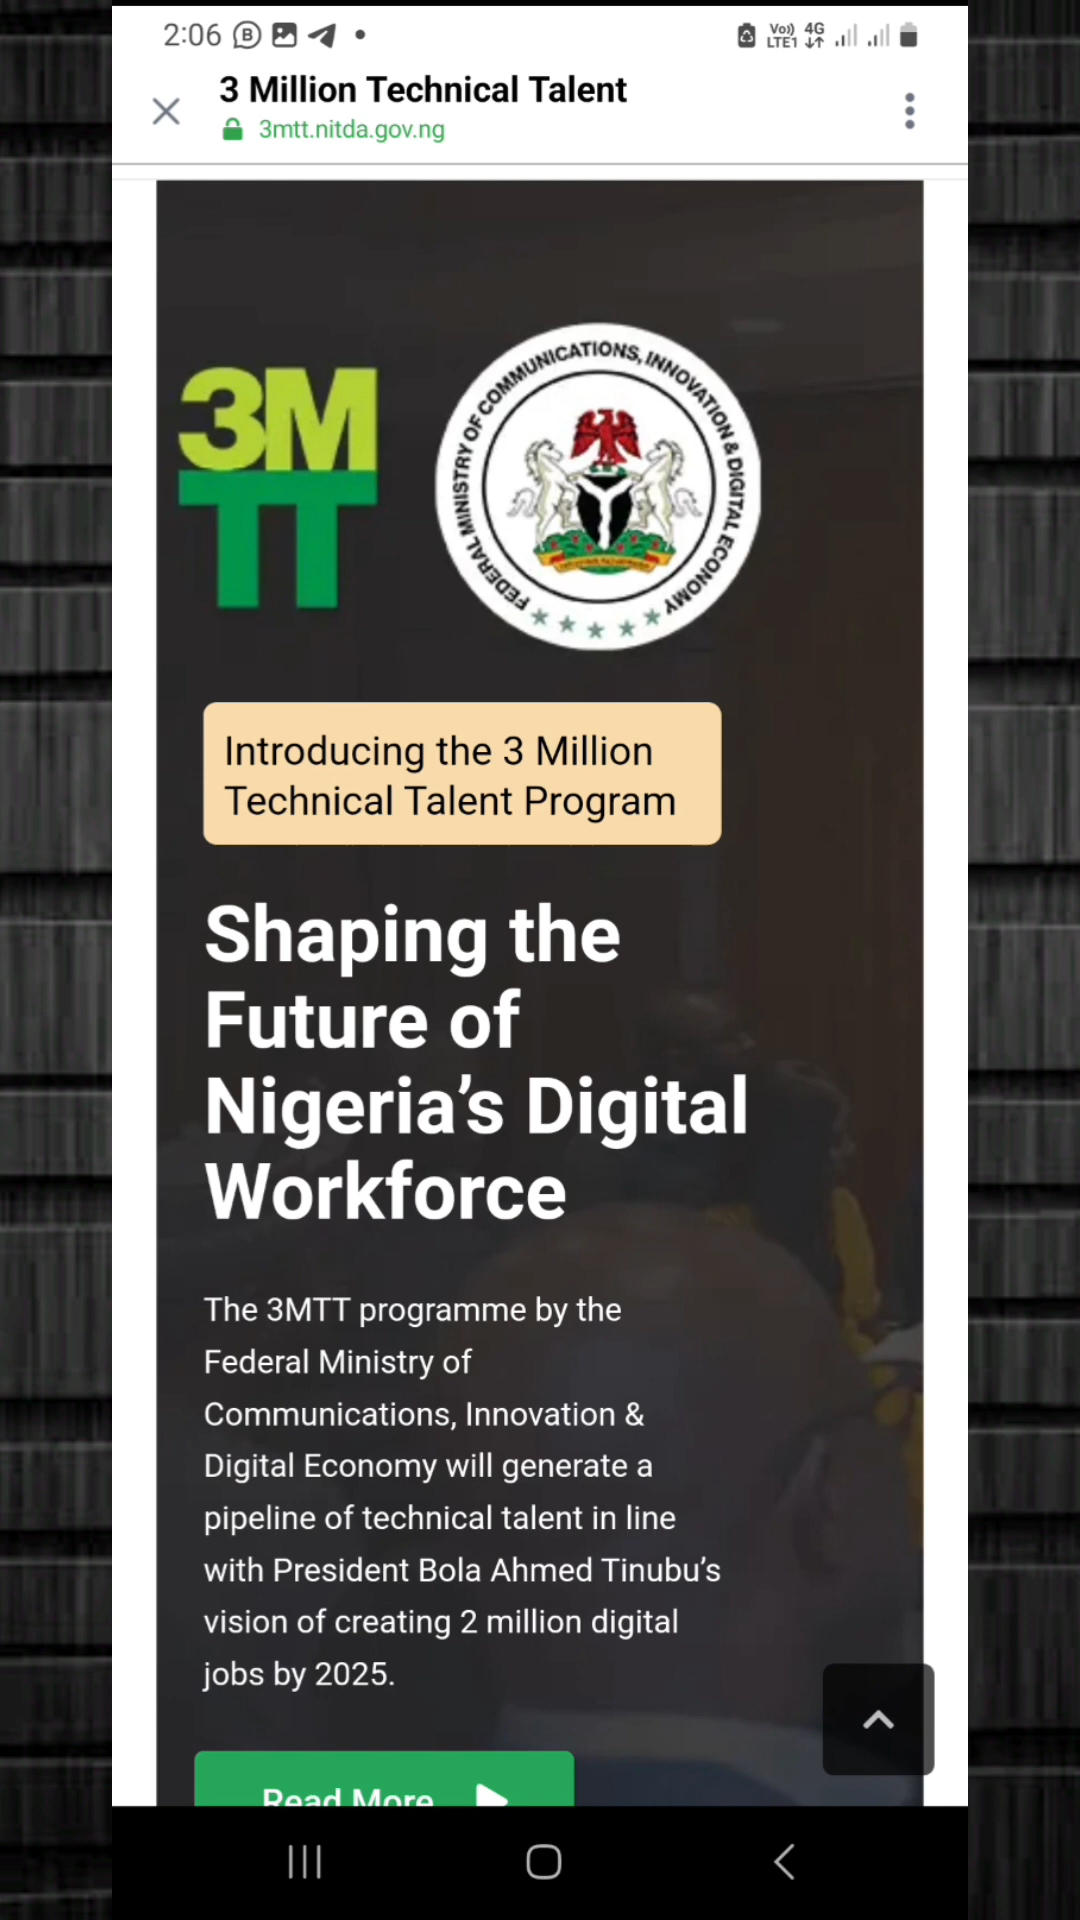 2:06
Vo))
LTE1
4G
3 Million Technical Talent
3mtt.nitda.gov.ng
3M
TT
FEDERAL MINISTRY OF COMMUNICATIONS, INNOVATION & DIGITAL ECONOMY
Introducing the 3 Million
Technical Talent Program
Shaping the
Future of
Nigeria’s Digital
Workforce
The 3MTT programme by the
Federal Ministry of
Communications, Innovation &
Digital Economy will generate a
pipeline of technical talent in line
with President Bola Ahmed Tinubu’s
vision of creating 2 million digital
jobs by 2025.
Read More